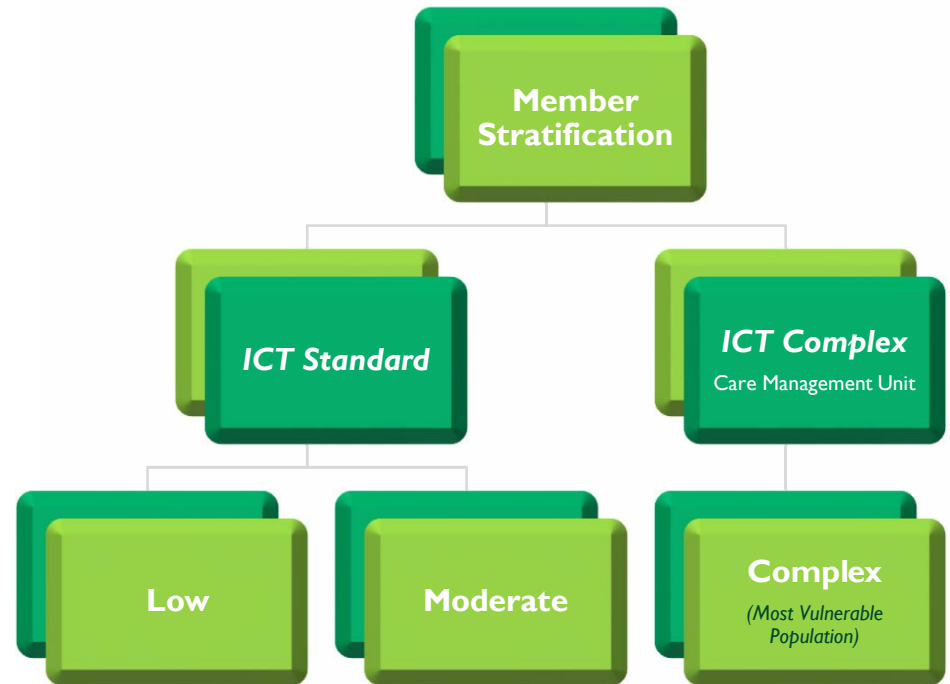 Member
Stratification
ICT Standard
ICT Complex
Care Management Unit
Low
Moderate
Complex
(Most Vulnerable
Population)